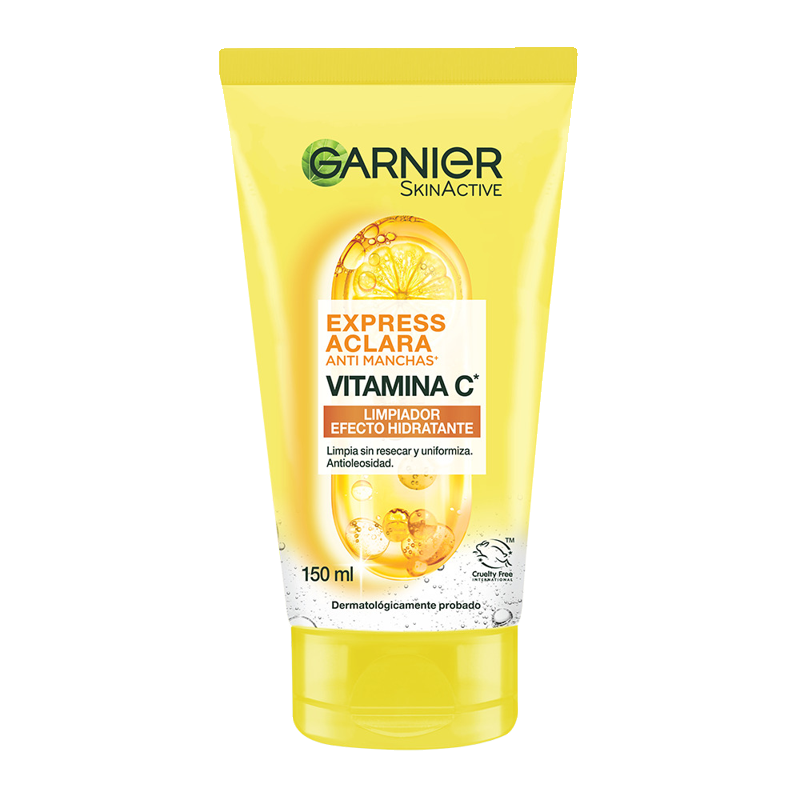 GARNIER
SKINACTIVE
EXPRESS
ACLARA
ANTI MANCHAS+
VITAMINA C*
LIMPIADOR
EFECTO HIDRATANTE
Limpia sin resecar y uniformiza.
Antioleosidad.
TM
Cruelty Free
INTERNATIONAL
150 ml
Dermatológicamente probado